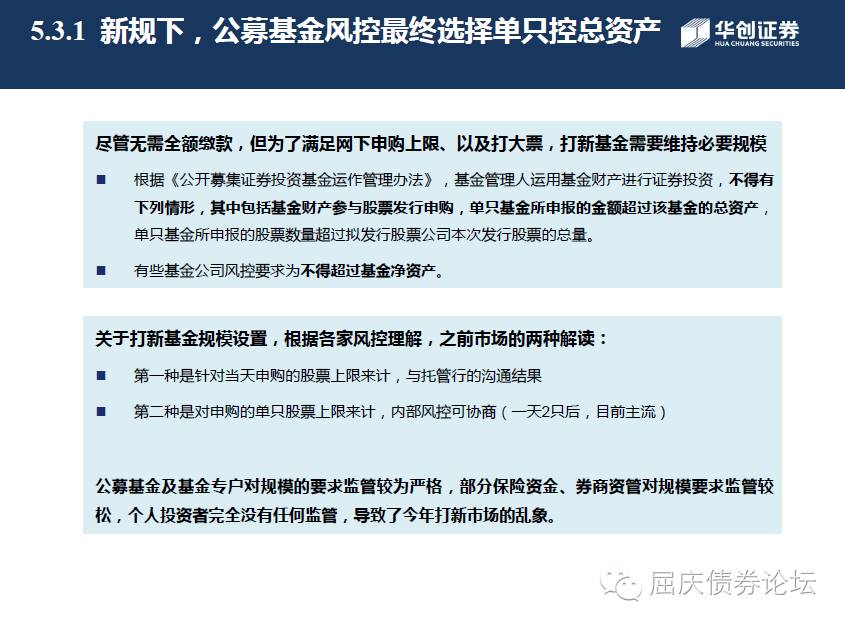 5.3.1 新规下，公募基金风控最终选择单只控总资产
华创证券
HUA CHUANG SECURITIES
尽管无需全额缴款，但为了满足网下申购上限、以及打大票，打新基金需要维持必要规模
■ 根据《公开募集证券投资基金运作管理办法》，基金管理人运用基金财产进行证券投资，不得有
下列情形，其中包括基金财产参与股票发行申购，单只基金所申报的金额超过该基金的总资产，
单只基金所申报的股票数量超过拟发行股票公司本次发行股票的总量。
■ 有些基金公司风控要求为不得超过基金净资产。
关于打新基金规模设置，根据各家风控理解，之前市场的两种解读：
■ 第一种是针对当天申购的股票上限来计，与托管行的沟通结果
■ 第二种是对申购的单只股票上限来计，内部风控可协商（一天2只后，目前主流）
公募基金及基金专户对规模的要求监管较为严格，部分保险资金、券商资管对规模要求监管较
松，个人投资者完全没有任何监管，导致了今年打新市场的乱象。
屈庆债券论坛